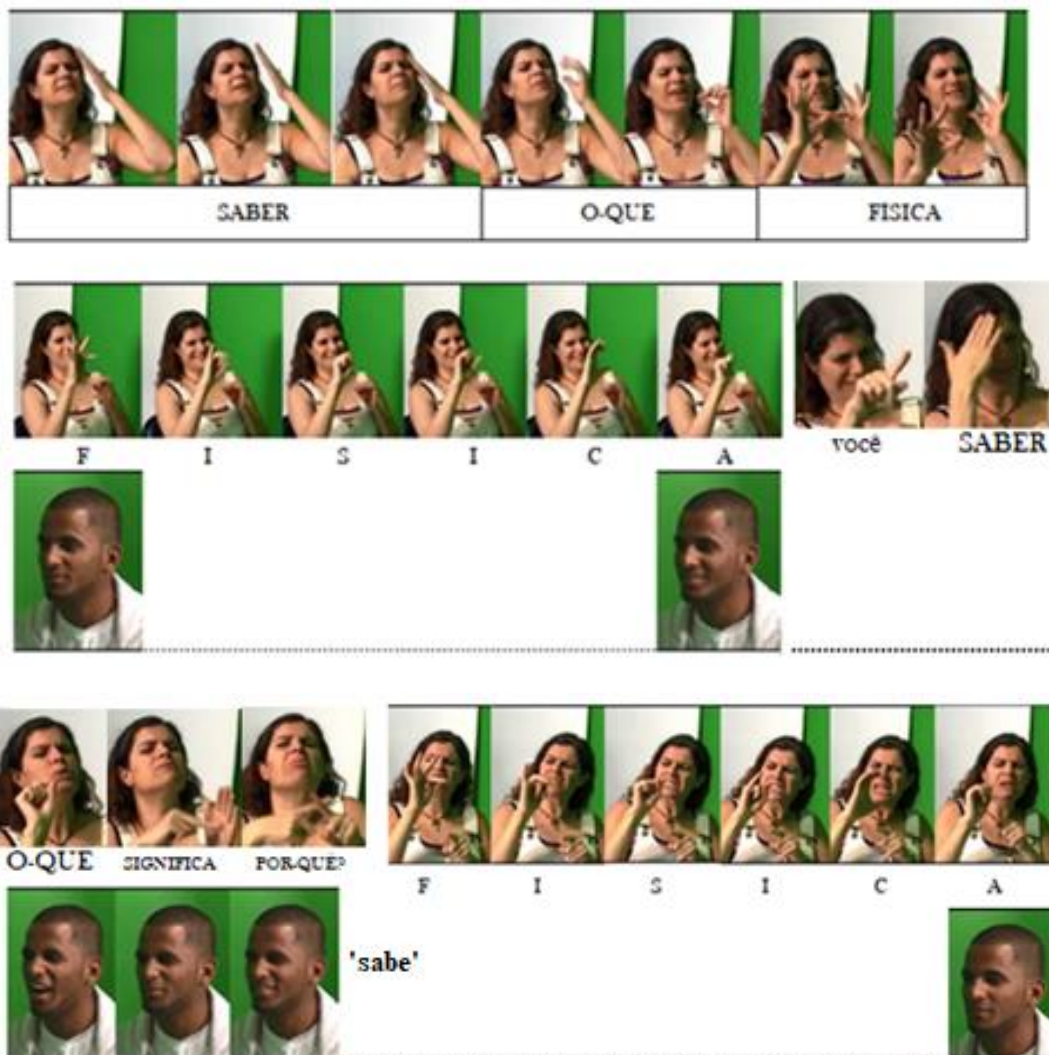 SABER O-QUE FISICA
F I S I C A você SABER
O-QUE SIGNIFICA POR-QUE?
F I S I C A
'sabe'